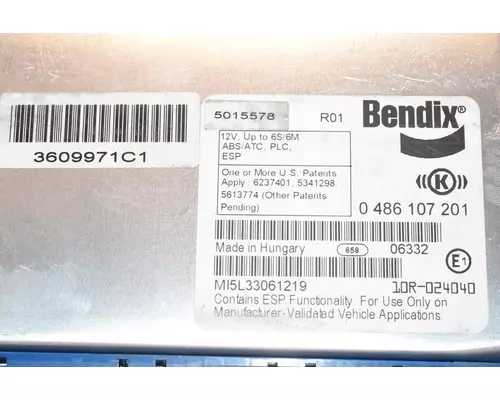 3609971C1
5015578 R01
Bendix®
12V, Up to 6S/6M
ABS/ATC, PLC,
ESP
One or More U.S. Patents
Apply: 6237401, 5341298,
5613774 (Other Patents
Pending)
K
0 486 107 201
Made in Hungary 658 06332
E1
MI5L33061219 10R-024040
Contains ESP Functionality. For Use Only on
Manufacturer-Validated Vehicle Applications.